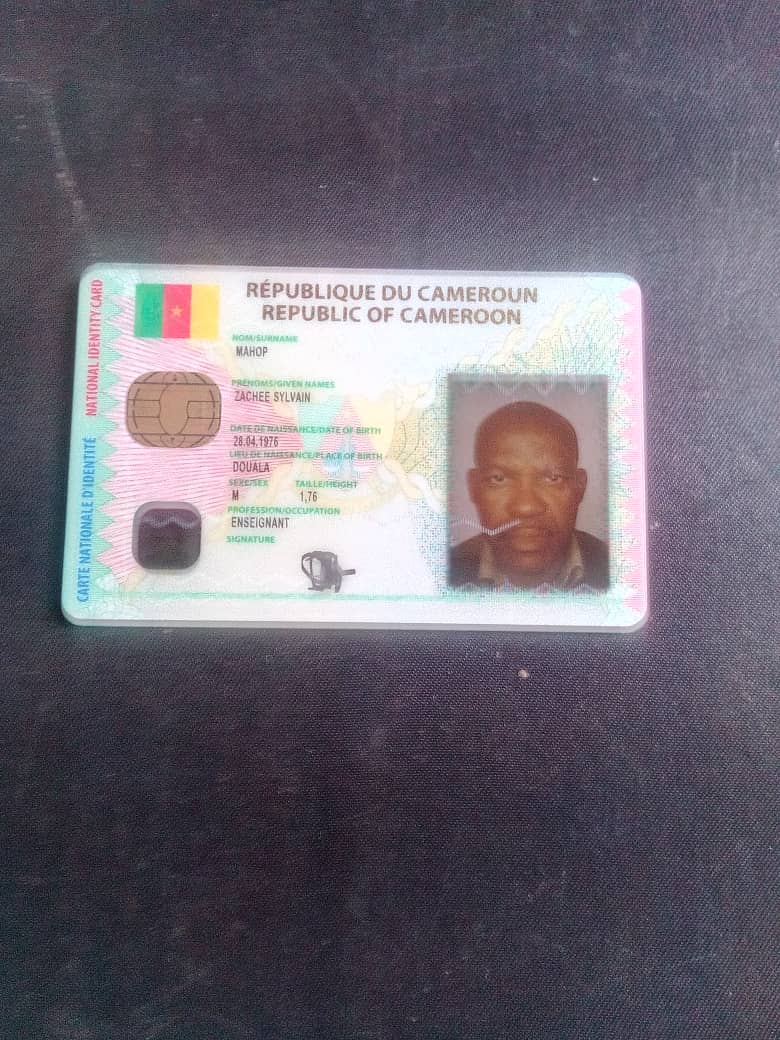 RÉPUBLIQUE DU CAMEROUN
REPUBLIC OF CAMEROON
NATIONAL IDENTITY CARD
CARTE NATIONALE D'IDENTITÉ
NOM/SURNAME
MAHOP
PRÉNOMS/GIVEN NAMES
ZACHEE SYLVAIN
DATE DE NAISSANCE/DATE OF BIRTH
28.04.1976
LIEU DE NAISSANCE/PLACE OF BIRTH
DOUALA
SEXE/SEX TAILLE/HEIGHT
M 1,76
PROFESSION/OCCUPATION
ENSEIGNANT
SIGNATURE